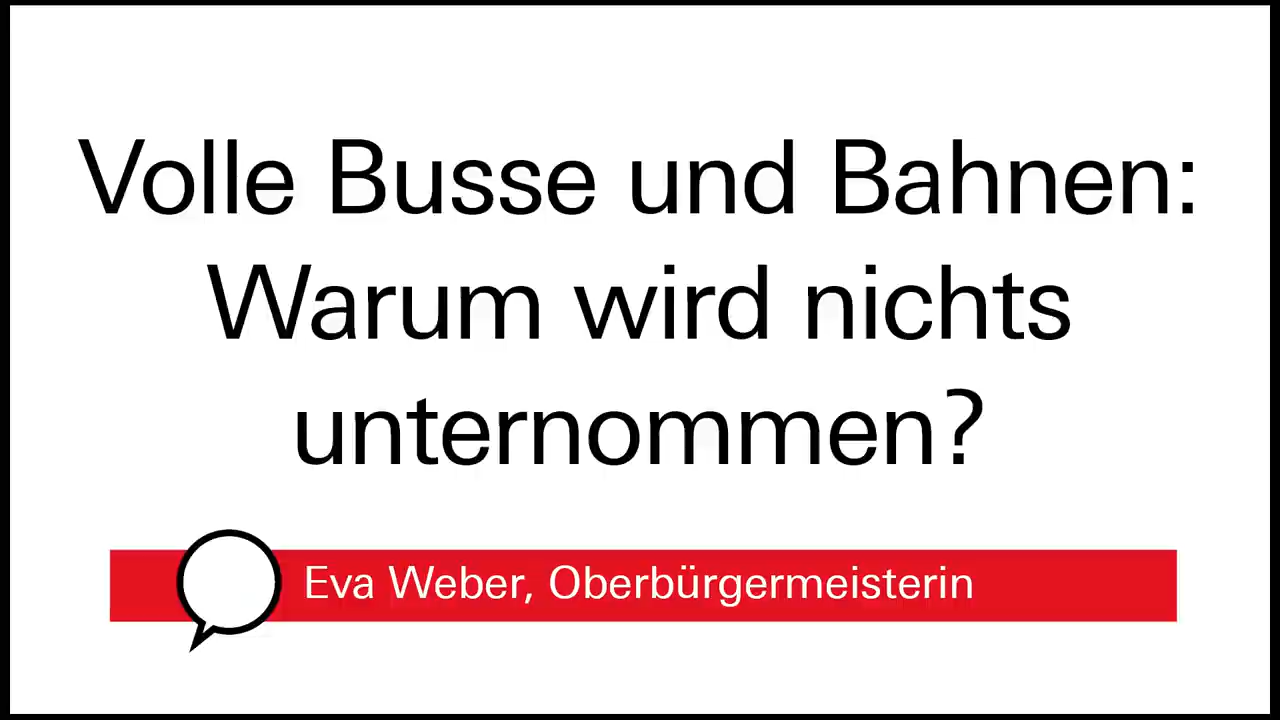 Volle Busse und Bahnen:
Warum wird nichts
unternommen?
Eva Weber, Oberbürgermeisterin